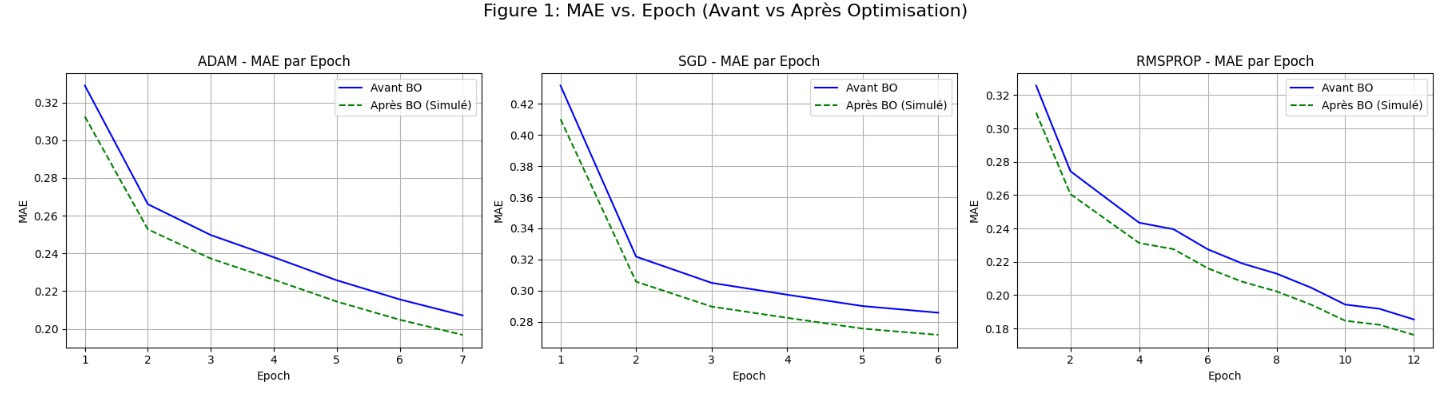 Figure 1: MAE vs. Epoch (Avant vs Après Optimisation)
ADAM - MAE par Epoch
Avant BO
Après BO (Simulé)
MAE
0.32
0.30
0.28
0.26
0.24
0.22
0.20
1 2 3 4 5 6 7
Epoch
SGD - MAE par Epoch
Avant BO
Après BO (Simulé)
MAE
0.42
0.40
0.38
0.36
0.34
0.32
0.30
0.28
1 2 3 4 5 6
Epoch
RMSPROP - MAE par Epoch
Avant BO
Après BO (Simulé)
MAE
0.32
0.30
0.28
0.26
0.24
0.22
0.20
0.18
2 4 6 8 10 12
Epoch